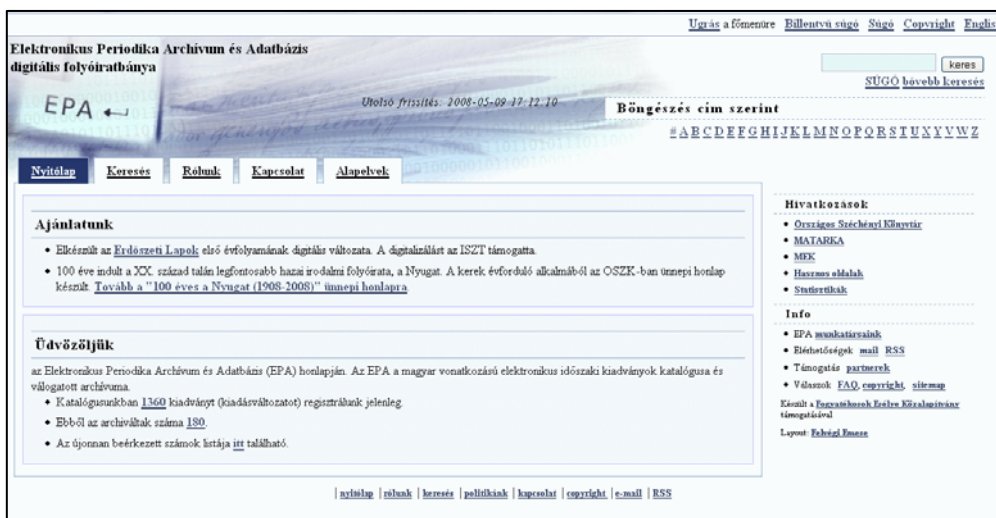 Ugrás a főmenüre Billentyű súgó Súgó Copyright Englis
Elektronikus Periodika Archívum és Adatbázis
digitális folyóiratbánya
keres
SÚGÓ bővebb keresés
EPA
Utolsó frissítés: 2008-05-09 17:12:10
Böngészés cím szerint
# A B C D E F G H I J K L M N O P Q R S T U X Y V W Z
Nyitólap Keresés Rólunk Kapcsolat Alapelvek
Ajánlatunk
• Elkészült az Erdészeti Lapok első évfolyamának digitális változata. A digitalizálást az ISZT támogatta.
• 100 éve indult a XX. század talán legfontosabb hazai irodalmi folyóirata, a Nyugat. A kerek évforduló alkalmából az OSZK-ban ünnepi honlap
készült. Tovább a "100 éves a Nyugat (1908-2008)" ünnepi honlapra.
Üdvözöljük
az Elektronikus Periodika Archívum és Adatbázis (EPA) honlapján. Az EPA a magyar vonatkozású elektronikus időszaki kiadványok katalógusa és
válogatott archívuma.
• Katalógusunkban 1360 kiadványt (kiadásváltozatot) regisztrálunk jelenleg.
• Ebből az archiváltak száma 180.
• Az újonnan beérkezett számok listája itt található.
Hivatkozások
• Országos Széchényi Könyvtár
• MATARKA
• MEK
• Hasznos oldalak
• Statisztikák
Info
• EPA munkatársaink
• Elérhetőségek mail RSS
• Támogatás partnerek
• Válaszok FAQ, copyright, sitemap
Készült a Fogyatékosok Esélye Közalapítvány
támogatásával
Layout: Felvégi Emese
| nyitólap | rólunk | keresés | politikánk | kapcsolat | copyright | e-mail | RSS